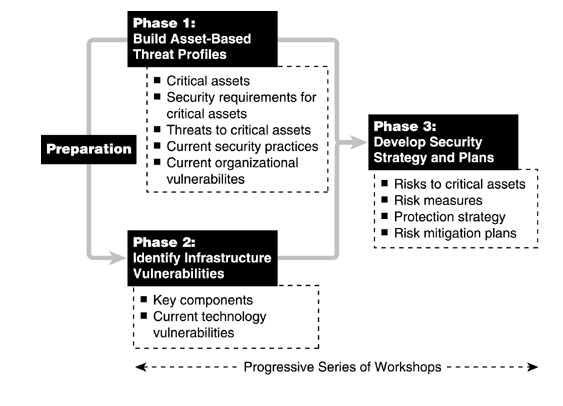 Phase 1:
Build Asset-Based
Threat Profiles
■ Critical assets
■ Security requirements for
critical assets
■ Threats to critical assets
■ Current security practices
■ Current organizational
vulnerabilites
Preparation
Phase 2:
Identify Infrastructure
Vulnerabilities
■ Key components
■ Current technology
vulnerabilities
Phase 3:
Develop Security
Strategy and Plans
■ Risks to critical assets
■ Risk measures
■ Protection strategy
■ Risk mitigation plans
Progressive Series of Workshops